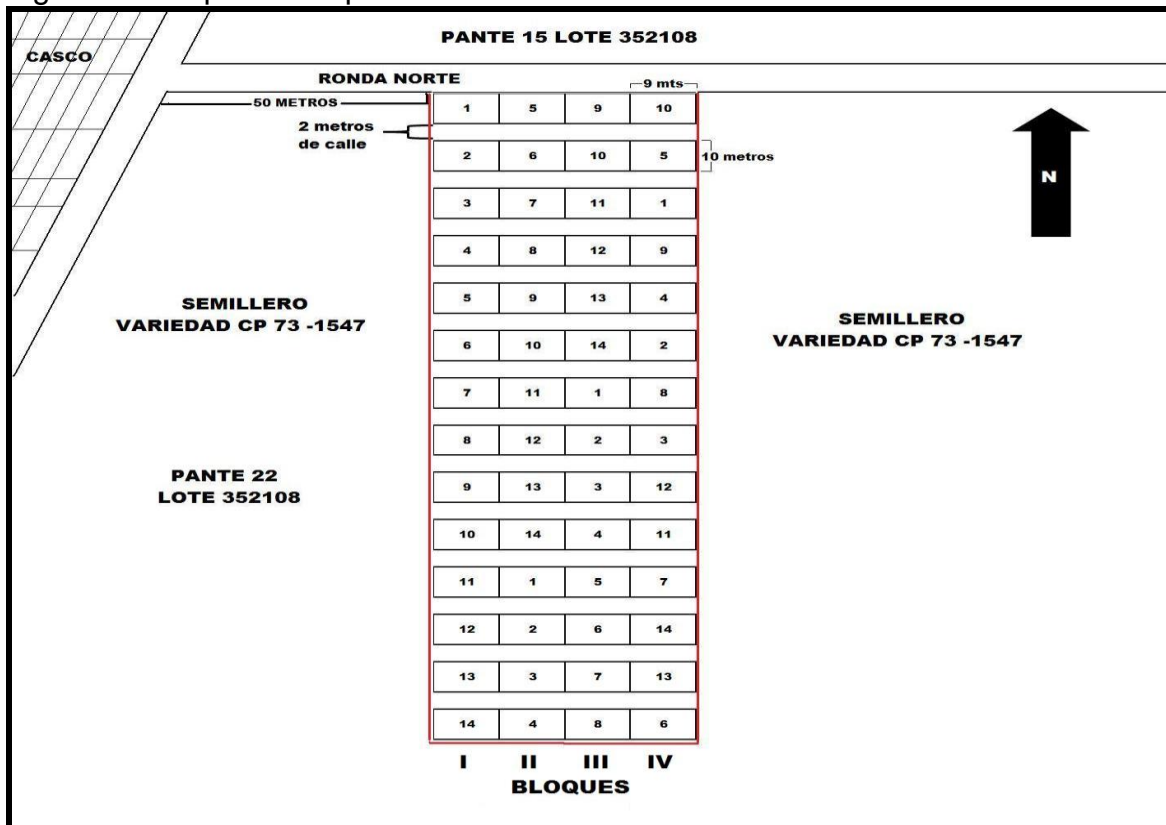 PANTE 15 LOTE 352108
CASCO
RONDA NORTE
9 mts
50 METROS
1 5 9 10
2 metros
de calle
2 6 10 5
10 metros
N
3 7 11 1
4 8 12 9
5 9 13 4
SEMILLERO
VARIEDAD CP 73 -1547
SEMILLERO
VARIEDAD CP 73 -1547
6 10 14 2
7 11 1 8
8 12 2 3
PANTE 22
LOTE 352108
9 13 3 12
10 14 4 11
11 1 5 7
12 2 6 14
13 3 7 13
14 4 8 6
I II III IV
BLOQUES